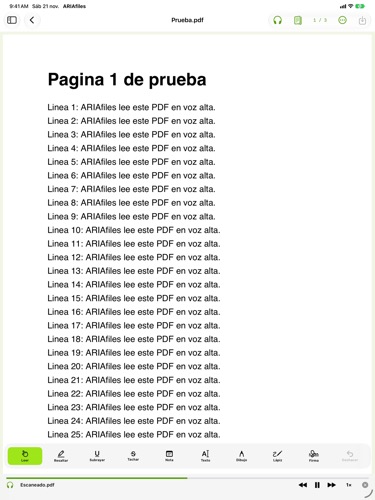 9:41 AM Sáb 21 nov. ARIAfiles
Prueba.pdf
1 / 3
Pagina 1 de prueba
Linea 1: ARIAfiles lee este PDF en voz alta.
Linea 2: ARIAfiles lee este PDF en voz alta.
Linea 3: ARIAfiles lee este PDF en voz alta.
Linea 4: ARIAfiles lee este PDF en voz alta.
Linea 5: ARIAfiles lee este PDF en voz alta.
Linea 6: ARIAfiles lee este PDF en voz alta.
Linea 7: ARIAfiles lee este PDF en voz alta.
Linea 8: ARIAfiles lee este PDF en voz alta.
Linea 9: ARIAfiles lee este PDF en voz alta.
Linea 10: ARIAfiles lee este PDF en voz alta.
Linea 11: ARIAfiles lee este PDF en voz alta.
Linea 12: ARIAfiles lee este PDF en voz alta.
Linea 13: ARIAfiles lee este PDF en voz alta.
Linea 14: ARIAfiles lee este PDF en voz alta.
Linea 15: ARIAfiles lee este PDF en voz alta.
Linea 16: ARIAfiles lee este PDF en voz alta.
Linea 17: ARIAfiles lee este PDF en voz alta.
Linea 18: ARIAfiles lee este PDF en voz alta.
Linea 19: ARIAfiles lee este PDF en voz alta.
Linea 20: ARIAfiles lee este PDF en voz alta.
Linea 21: ARIAfiles lee este PDF en voz alta.
Linea 22: ARIAfiles lee este PDF en voz alta.
Linea 23: ARIAfiles lee este PDF en voz alta.
Linea 24: ARIAfiles lee este PDF en voz alta.
Linea 25: ARIAfiles lee este PDF en voz alta.
Leer Resaltar Subrayar Tachar Nota Texto Dibujo Lápiz Firma Deshacer
Escaneado.pdf 1×